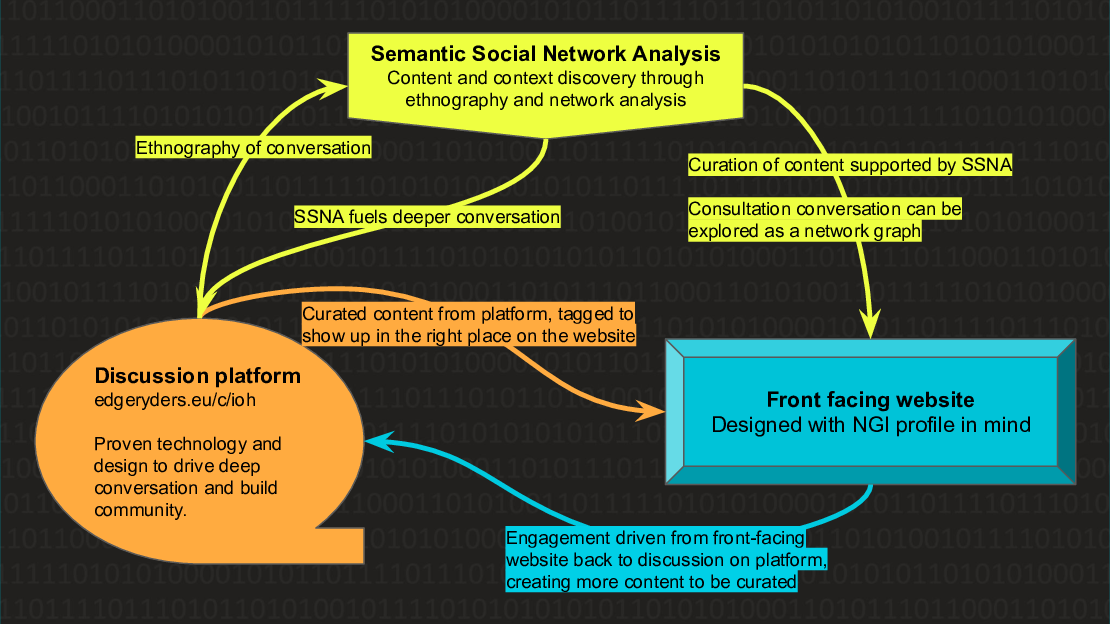 Semantic Social Network Analysis
Content and context discovery through
ethnography and network analysis
Ethnography of conversation
Curation of content supported by SSNA
SSNA fuels deeper conversation
Consultation conversation can be
explored as a network graph
Curated content from platform, tagged to
show up in the right place on the website
Discussion platform
edgeryders.eu/c/ioh
Proven technology and
design to drive deep
conversation and build
community.
Front facing website
Designed with NGI profile in mind
Engagement driven from front-facing
website back to discussion on platform,
creating more content to be curated